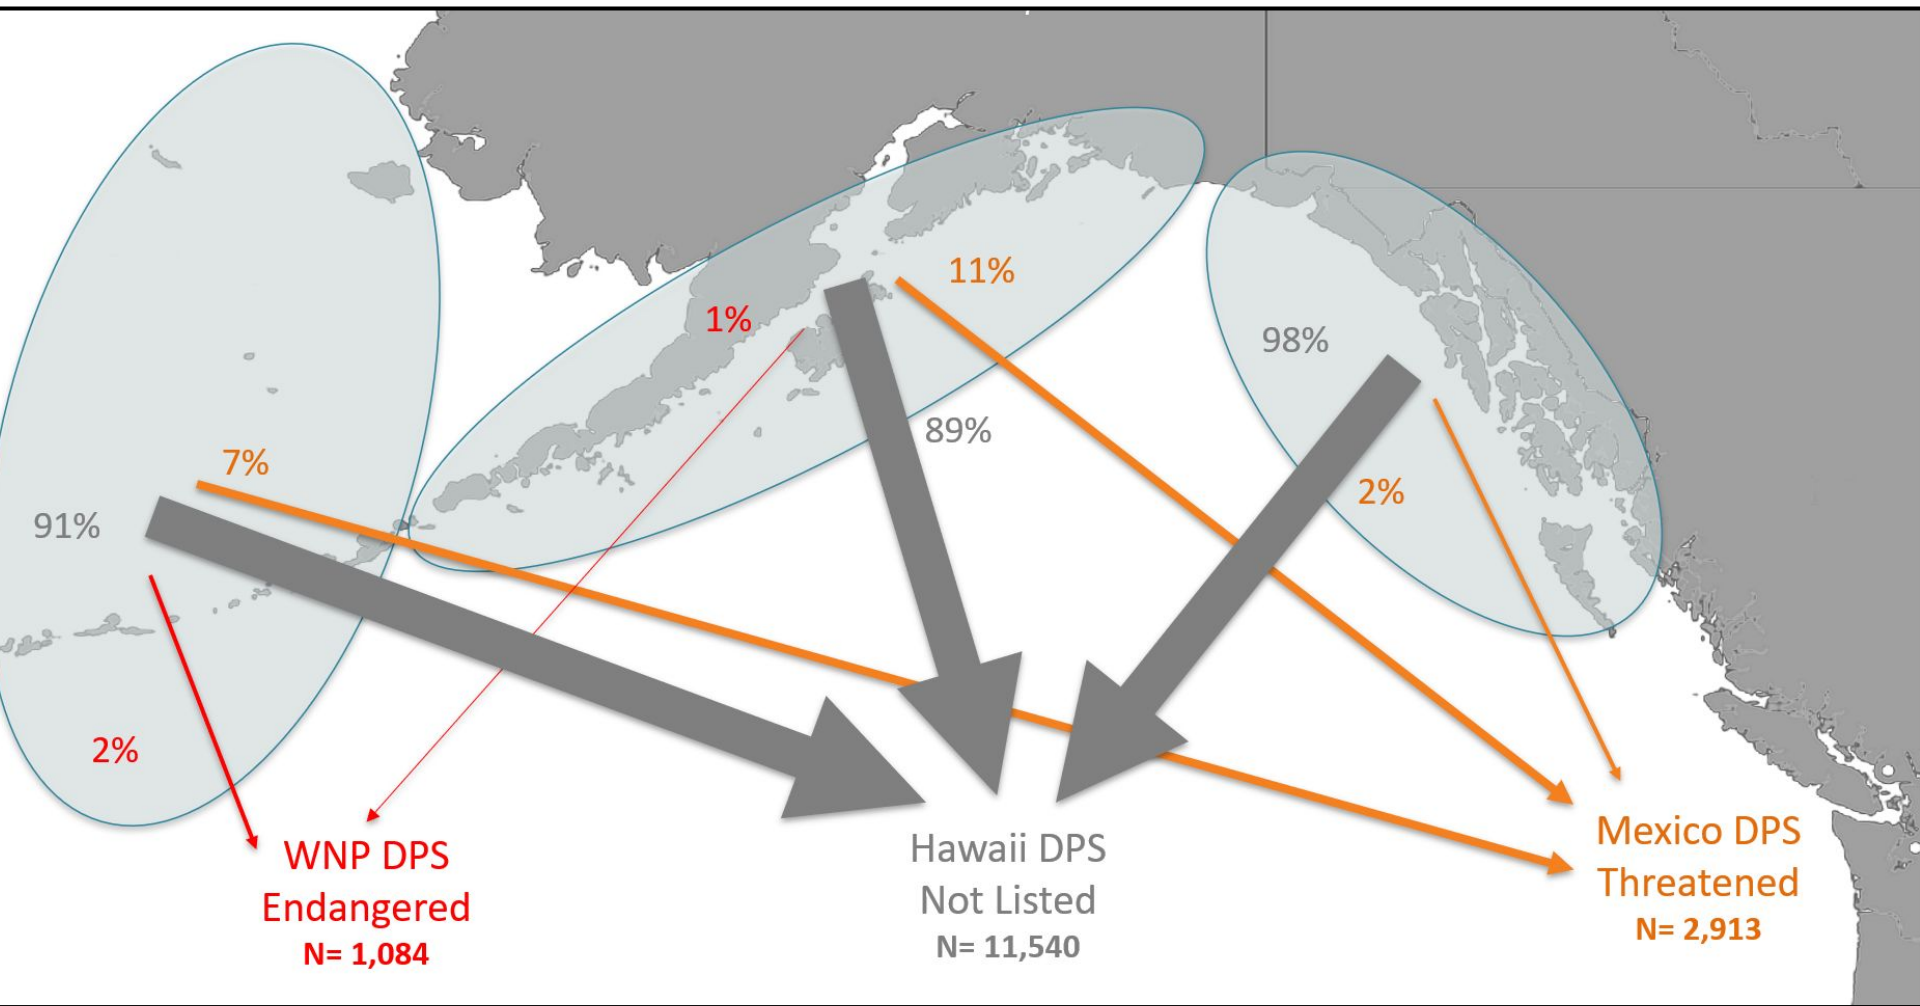 11%
1%
98%
89%
7%
2%
91%
2%
WNP DPS
Endangered
N= 1,084
Hawaii DPS
Not Listed
N= 11,540
Mexico DPS
Threatened
N= 2,913